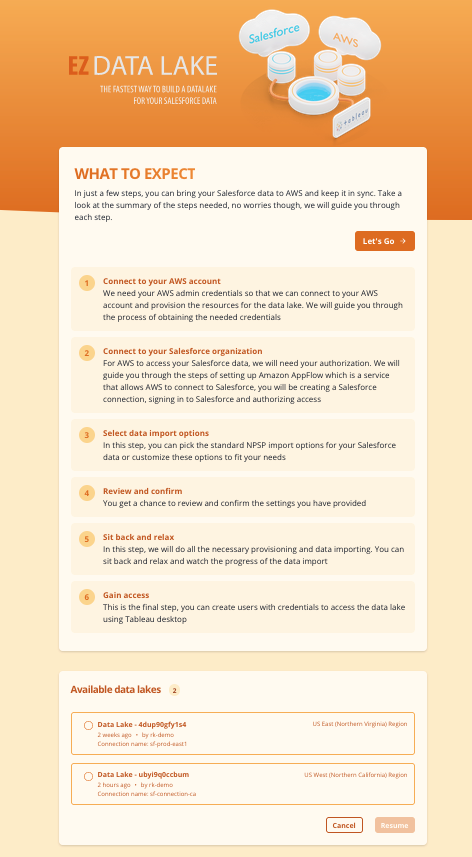 Salesforce
AWS
EZ DATA LAKE
THE FASTEST WAY TO BUILD A DATALAKE
FOR YOUR SALESFORCE DATA
tableau
WHAT TO EXPECT
In just a few steps, you can bring your Salesforce data to AWS and keep it in sync. Take a
look at the summary of the steps needed, no worries though, we will guide you through
each step.
Let's Go →
1
Connect to your AWS account
We need your AWS admin credentials so that we can connect to your AWS
account and provision the resources for the data lake. We will guide you through
the process of obtaining the needed credentials
2
Connect to your Salesforce organization
For AWS to access your Salesforce data, we will need your authorization. We will
guide you through the steps of setting up Amazon AppFlow which is a service
that allows AWS to connect to Salesforce, you will be creating a Salesforce
connection, signing in to Salesforce and authorizing access
3
Select data import options
In this step, you can pick the standard NPSP import options for your Salesforce
data or customize these options to fit your needs
4
Review and confirm
You get a chance to review and confirm the settings you have provided
5
Sit back and relax
In this step, we will do all the necessary provisioning and data importing. You can
sit back and relax and watch the progress of the data import
6
Gain access
This is the final step, you can create users with credentials to access the data lake
using Tableau desktop
Available data lakes 2
Data Lake - 4dup90gfy1s4 US East (Northern Virginia) Region
2 weeks ago • by rk-demo
Connection name: sf-prod-east1
Data Lake - ubyi9q0ccbum US West (Northern California) Region
2 hours ago • by rk-demo
Connection name: sf-connection-ca
Cancel Resume